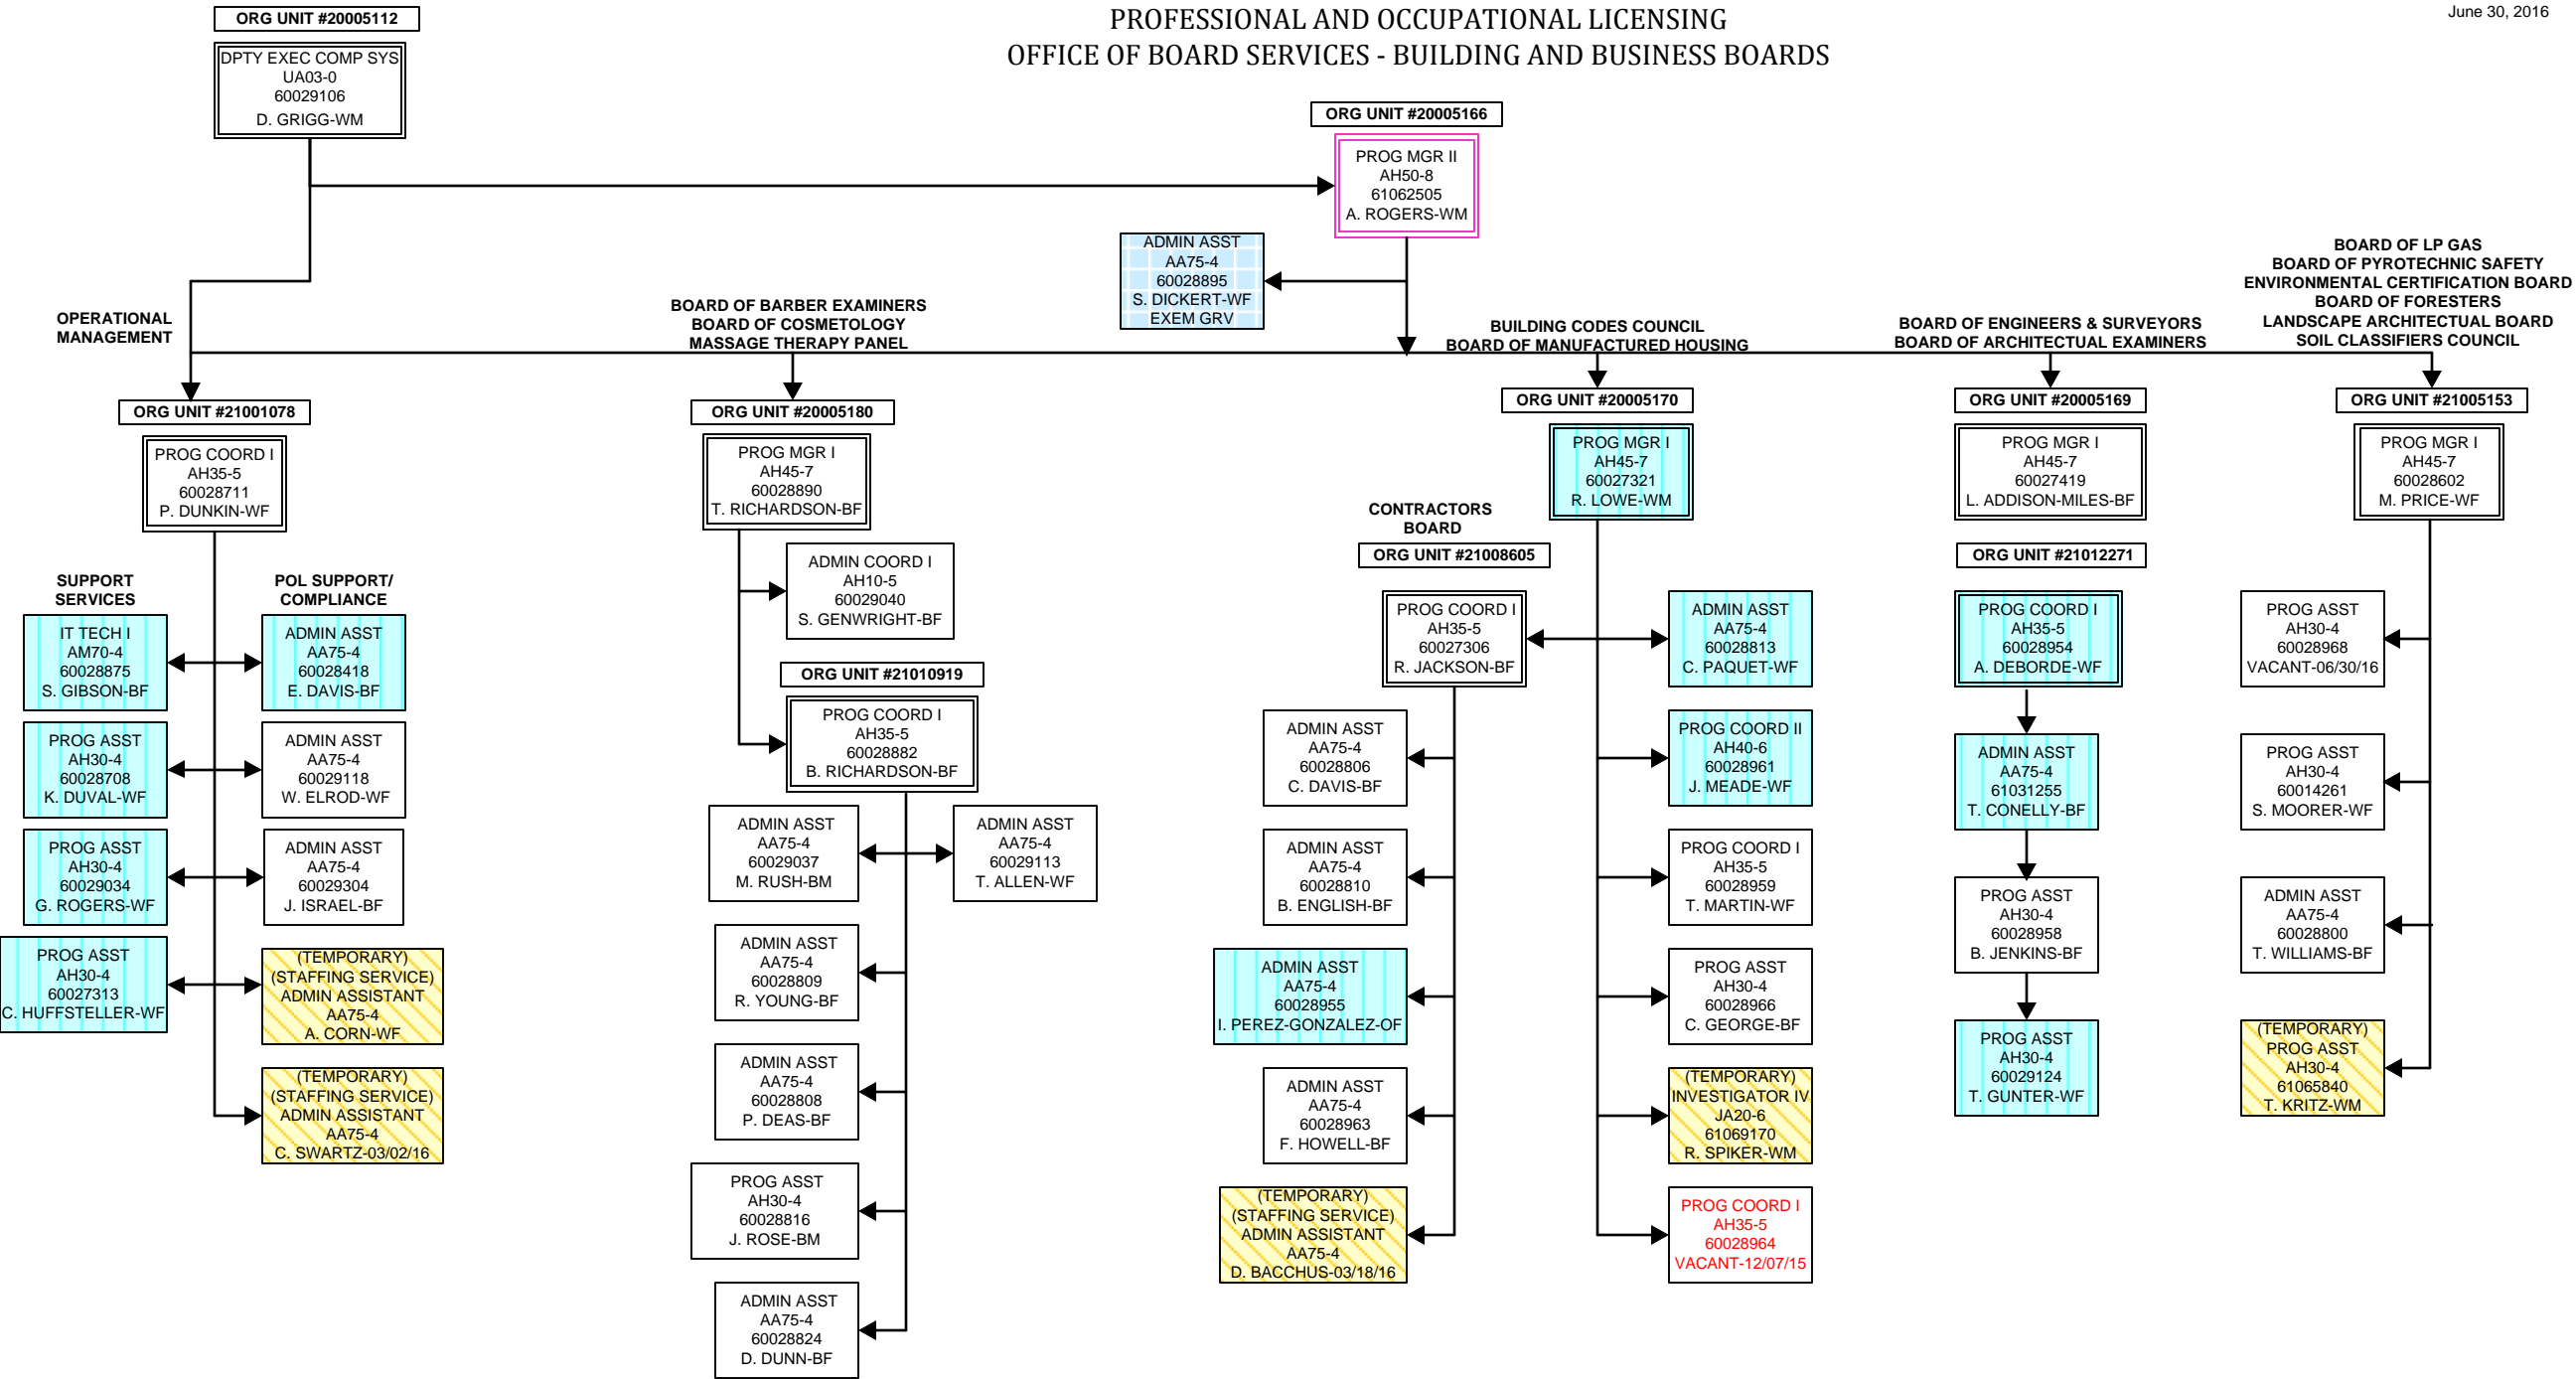 PROFESSIONAL AND OCCUPATIONAL LICENSING
OFFICE OF BOARD SERVICES - BUILDING AND BUSINESS BOARDS
June 30, 2016
ORG UNIT #20005112
DPTY EXEC COMP SYS
UA03-0
60029106
D. GRIGG-WM
ORG UNIT #20005166
PROG MGR II
AH50-8
61062505
A. ROGERS-WM
ADMIN ASST
AA75-4
60028895
S. DICKERT-WF
EXEM GRV
OPERATIONAL
MANAGEMENT
ORG UNIT #21001078
PROG COORD I
AH35-5
60028711
P. DUNKIN-WF
SUPPORT
SERVICES
IT TECH I
AM70-4
60028875
S. GIBSON-BF
PROG ASST
AH30-4
60028708
K. DUVAL-WF
PROG ASST
AH30-4
60029034
G. ROGERS-WF
PROG ASST
AH30-4
60027313
C. HUFFSTELLER-WF
POL SUPPORT/
COMPLIANCE
ADMIN ASST
AA75-4
60028418
E. DAVIS-BF
ADMIN ASST
AA75-4
60029118
W. ELROD-WF
ADMIN ASST
AA75-4
60029304
J. ISRAEL-BF
(TEMPORARY)
(STAFFING SERVICE)
ADMIN ASSISTANT
AA75-4
A. CORN-WF
(TEMPORARY)
(STAFFING SERVICE)
ADMIN ASSISTANT
AA75-4
C. SWARTZ-03/02/16
BOARD OF BARBER EXAMINERS
BOARD OF COSMETOLOGY
MASSAGE THERAPY PANEL
ORG UNIT #20005180
PROG MGR I
AH45-7
60028890
T. RICHARDSON-BF
ADMIN COORD I
AH10-5
60029040
S. GENWRIGHT-BF
ORG UNIT #21010919
PROG COORD I
AH35-5
60028882
B. RICHARDSON-BF
ADMIN ASST
AA75-4
60029037
M. RUSH-BM
ADMIN ASST
AA75-4
60029113
T. ALLEN-WF
ADMIN ASST
AA75-4
60028809
R. YOUNG-BF
ADMIN ASST
AA75-4
60028808
P. DEAS-BF
PROG ASST
AH30-4
60028816
J. ROSE-BM
ADMIN ASST
AA75-4
60028824
D. DUNN-BF
BUILDING CODES COUNCIL
BOARD OF MANUFACTURED HOUSING
ORG UNIT #20005170
PROG MGR I
AH45-7
60027321
R. LOWE-WM
CONTRACTORS
BOARD
ORG UNIT #21008605
PROG COORD I
AH35-5
60027306
R. JACKSON-BF
ADMIN ASST
AA75-4
60028806
C. DAVIS-BF
ADMIN ASST
AA75-4
60028810
B. ENGLISH-BF
ADMIN ASST
AA75-4
60028955
I. PEREZ-GONZALEZ-OF
ADMIN ASST
AA75-4
60028963
F. HOWELL-BF
(TEMPORARY)
(STAFFING SERVICE)
ADMIN ASSISTANT
AA75-4
D. BACCHUS-03/18/16
ADMIN ASST
AA75-4
60028813
C. PAQUET-WF
PROG COORD II
AH40-6
60028961
J. MEADE-WF
PROG COORD I
AH35-5
60028959
T. MARTIN-WF
PROG ASST
AH30-4
60028966
C. GEORGE-BF
(TEMPORARY)
INVESTIGATOR IV
JA20-6
61069170
R. SPIKER-WM
PROG COORD I
AH35-5
60028964
VACANT-12/07/15
BOARD OF ENGINEERS & SURVEYORS
BOARD OF ARCHITECTUAL EXAMINERS
ORG UNIT #20005169
PROG MGR I
AH45-7
60027419
L. ADDISON-MILES-BF
ORG UNIT #21012271
PROG COORD I
AH35-5
60028954
A. DEBORDE-WF
ADMIN ASST
AA75-4
61031255
T. CONELLY-BF
PROG ASST
AH30-4
60028958
B. JENKINS-BF
PROG ASST
AH30-4
60029124
T. GUNTER-WF
BOARD OF LP GAS
BOARD OF PYROTECHNIC SAFETY
ENVIRONMENTAL CERTIFICATION BOARD
BOARD OF FORESTERS
LANDSCAPE ARCHITECTUAL BOARD
SOIL CLASSIFIERS COUNCIL
ORG UNIT #21005153
PROG MGR I
AH45-7
60028602
M. PRICE-WF
PROG ASST
AH30-4
60028968
VACANT-06/30/16
PROG ASST
AH30-4
60014261
S. MOORER-WF
ADMIN ASST
AA75-4
60028800
T. WILLIAMS-BF
(TEMPORARY)
PROG ASST
AH30-4
61065840
T. KRITZ-WM